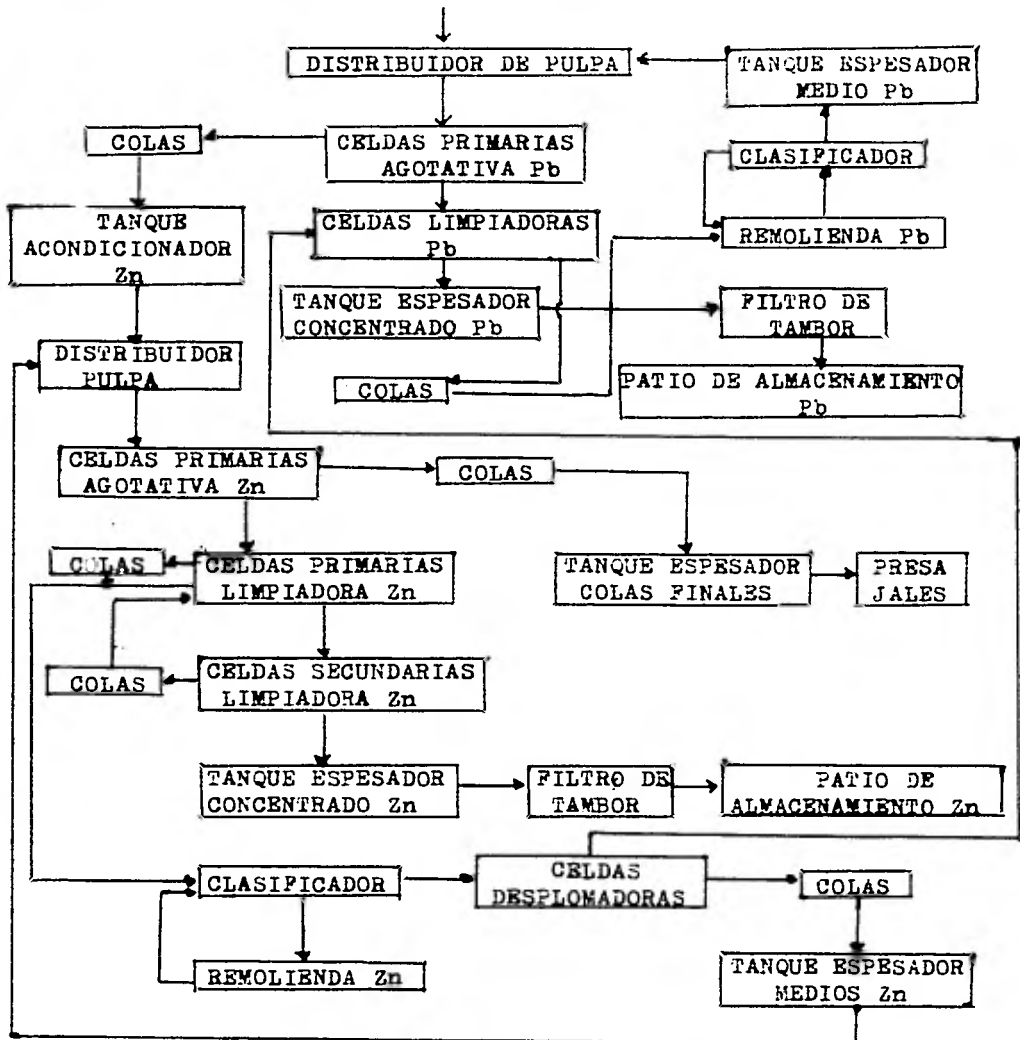 DISTRIBUIDOR DE PULPA
TANQUE ESPESADOR
MEDIO Pb
COLAS
CELDAS PRIMARIAS
AGOTATIVA Pb
CLASIFICADOR
TANQUE
ACONDICIONADOR
Zn
CELDAS LIMPIADORAS
Pb
REMOLIENDA Pb
TANQUE ESPESADOR
CONCENTRADO Pb
FILTRO DE
TAMBOR
DISTRIBUIDOR
PULPA
COLAS
PATIO DE ALMACENAMIENTO
Pb
CELDAS PRIMARIAS
AGOTATIVA Zn
COLAS
COLAS
CELDAS PRIMARIAS
LIMPIADORA Zn
TANQUE ESPESADOR
COLAS FINALES
PRESA
JALES
COLAS
CELDAS SECUNDARIAS
LIMPIADORA Zn
TANQUE ESPESADOR
CONCENTRADO Zn
FILTRO DE
TAMBOR
PATIO DE
ALMACENAMIENTO Zn
CLASIFICADOR
CELDAS
DESPLOMADORAS
COLAS
REMOLIENDA Zn
TANQUE ESPESADOR
MEDIOS Zn